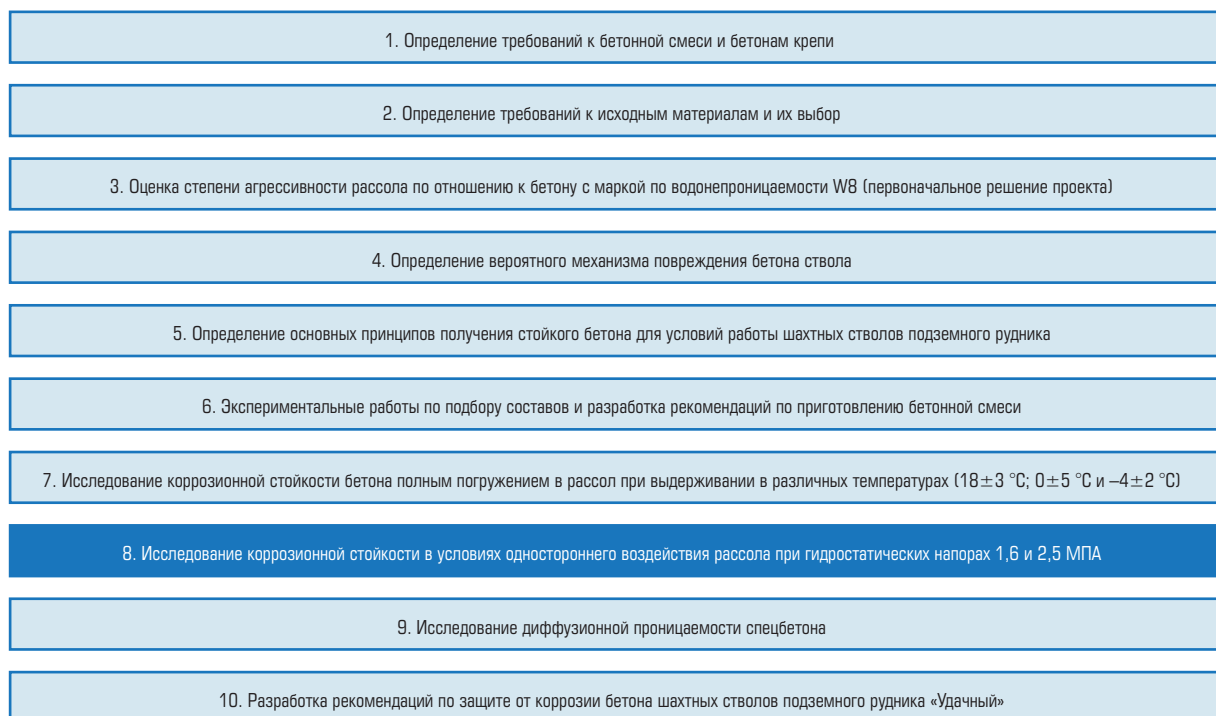 1. Определение требований к бетонной смеси и бетонам крепи
2. Определение требований к исходным материалам и их выбор
3. Оценка степени агрессивности рассола по отношению к бетону с маркой по водонепроницаемости W8 (первоначальное решение проекта)
4. Определение вероятного механизма повреждения бетона ствола
5. Определение основных принципов получения стойкого бетона для условий работы шахтных стволов подземного рудника
6. Экспериментальные работы по подбору составов и разработка рекомендаций по приготовлению бетонной смеси
7. Исследование коррозионной стойкости бетона полным погружением в рассол при выдерживании в различных температурах (18±3 °С; 0±5 °С и –4±2 °С)
8. Исследование коррозионной стойкости в условиях одностороннего воздействия рассола при гидростатических напорах 1,6 и 2,5 МПА
9. Исследование диффузионной проницаемости спецбетона
10. Разработка рекомендаций по защите от коррозии бетона шахтных стволов подземного рудника «Удачный»